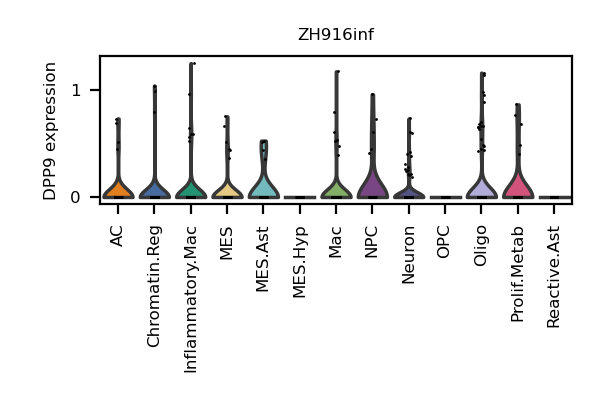 ZH916inf
DPP9 expression
1
0
AC
Chromatin.Reg
Inflammatory.Mac
MES
MES.Ast
MES.Hyp
Mac
NPC
Neuron
OPC
Oligo
Prolif.Metab
Reactive.Ast